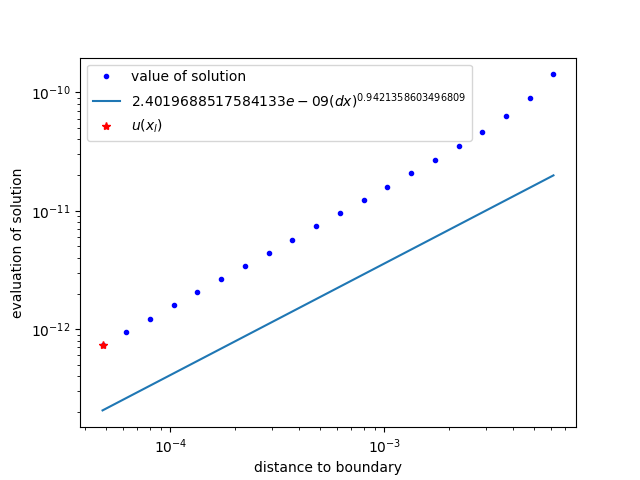 value of solution
2.4019688517584133e − 09(dx)^0.9421358603496809
u(x_l)
10^−10
10^−11
10^−12
evaluation of solution
10^−4
10^−3
distance to boundary